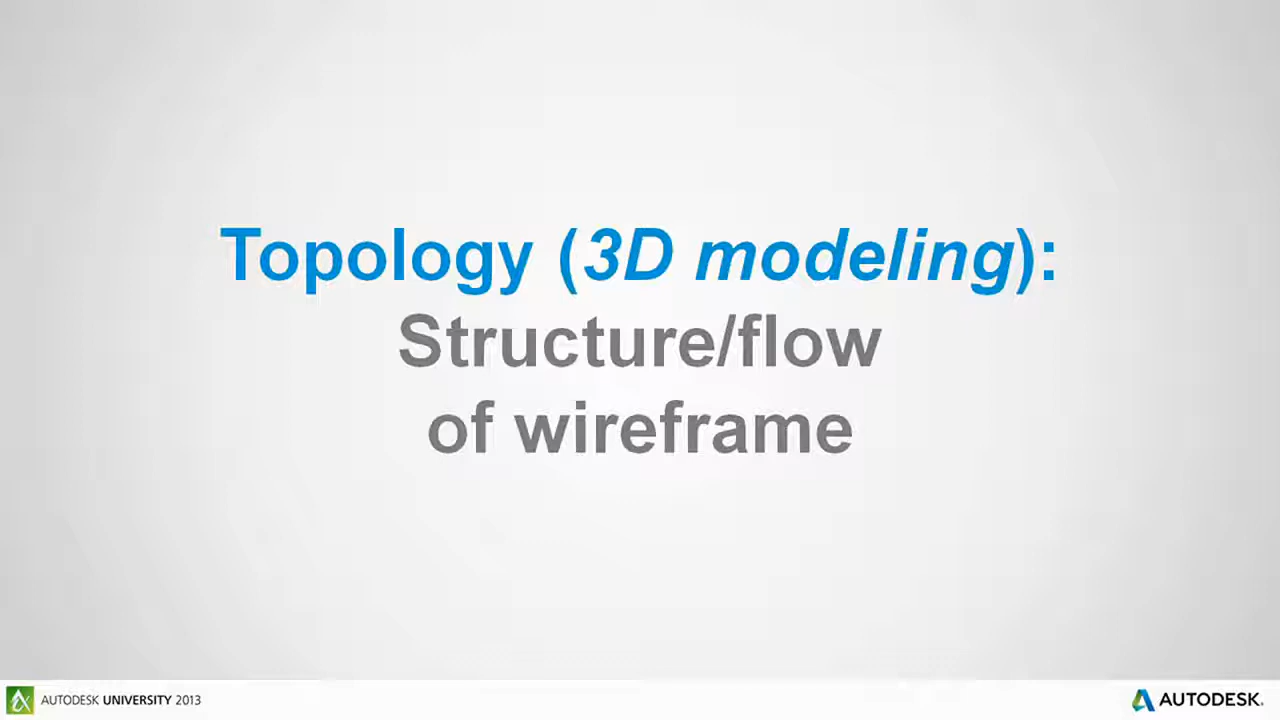 Topology (3D modeling):
Structure/flow
of wireframe
AUTODESK UNIVERSITY 2013
AUTODESK.